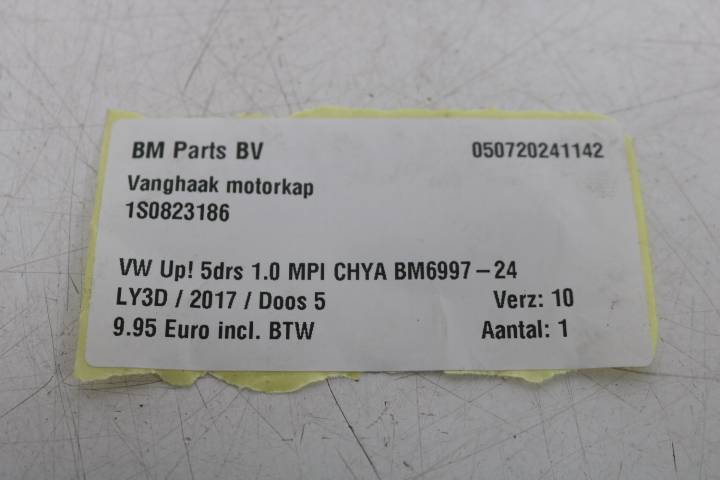 BM Parts BV 050720241142
Vanghaak motorkap
1S0823186
VW Up! 5drs 1.0 MPI CHYA BM6997-24
LY3D / 2017 / Doos 5 Verz: 10
9.95 Euro incl. BTW Aantal: 1